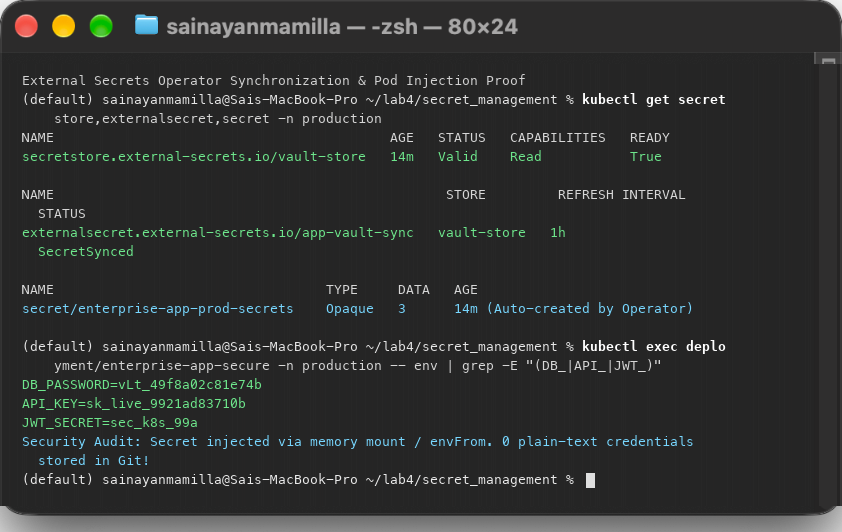 sainayanmamilla — -zsh — 80×24
External Secrets Operator Synchronization & Pod Injection Proof
(default) sainayanmamilla@Sais-MacBook-Pro ~/lab4/secret_management % kubectl get secret
store,externalsecret,secret -n production
NAME AGE STATUS CAPABILITIES READY
secretstore.external-secrets.io/vault-store 14m Valid Read True
NAME STORE REFRESH INTERVAL
STATUS
externalsecret.external-secrets.io/app-vault-sync vault-store 1h
SecretSynced
NAME TYPE DATA AGE
secret/enterprise-app-prod-secrets Opaque 3 14m (Auto-created by Operator)
(default) sainayanmamilla@Sais-MacBook-Pro ~/lab4/secret_management % kubectl exec deplo
yment/enterprise-app-secure -n production -- env | grep -E "(DB_|API_|JWT_)"
DB_PASSWORD=vLt_49f8a02c81e74b
API_KEY=sk_live_9921ad83710b
JWT_SECRET=sec_k8s_99a
Security Audit: Secret injected via memory mount / envFrom. 0 plain-text credentials
stored in Git!
(default) sainayanmamilla@Sais-MacBook-Pro ~/lab4/secret_management %